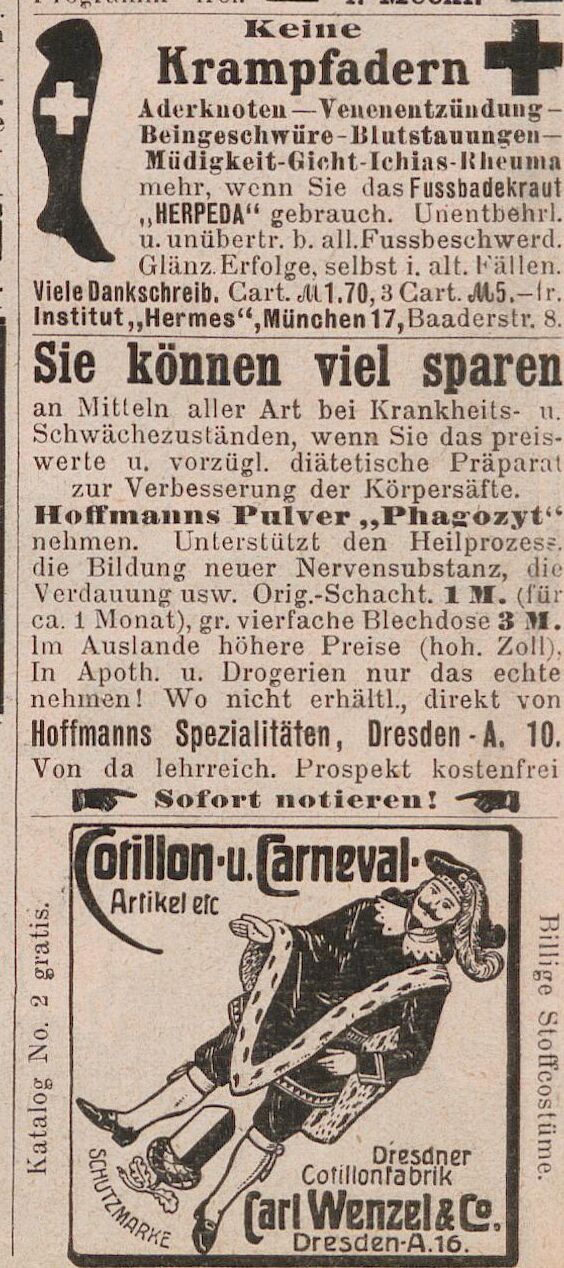 Keine
Krampfadern
Aderknoten—Venenentzündung-
Beingeschwüre-Blutstauungen—
Müdigkeit-Gicht-Ichias-Rheuma
mehr, wenn Sie das Fussbadekraut
„HERPEDA“ gebrauch. Unentbehrl.
u. unübertr. b. all. Fussbeschwerd.
Glänz. Erfolge, selbst i. alt. Fällen.
Viele Dankschreib. Cart. M 1.70, 3 Cart. M 5.— fr.
Institut „Hermes“, München 17, Baaderstr. 8.
Sie können viel sparen
an Mitteln aller Art bei Krankheits- u.
Schwächezuständen, wenn Sie das preis-
werte u. vorzügl. diätetische Präparat
zur Verbesserung der Körpersäfte.
Hoffmanns Pulver „Phagozyt“
nehmen. Unterstützt den Heilprozess.
die Bildung neuer Nervensubstanz, die
Verdauung usw. Orig.-Schacht. 1 M. (für
ca. 1 Monat), gr. vierfache Blechdose 3 M.
Im Auslande höhere Preise (hoh. Zoll).
In Apoth. u. Drogerien nur das echte
nehmen! Wo nicht erhältl., direkt von
Hoffmanns Spezialitäten, Dresden-A. 10.
Von da lehrreich. Prospekt kostenfrei
Sofort notieren!
Cotillon-u. Carneval-
Artikel etc
Katalog No. 2 gratis.
Billige Stoffcostüme.
SCHUTZMARKE
Dresdner
Cotillonfabrik
Carl Wenzel & Co.
Dresden-A.16.